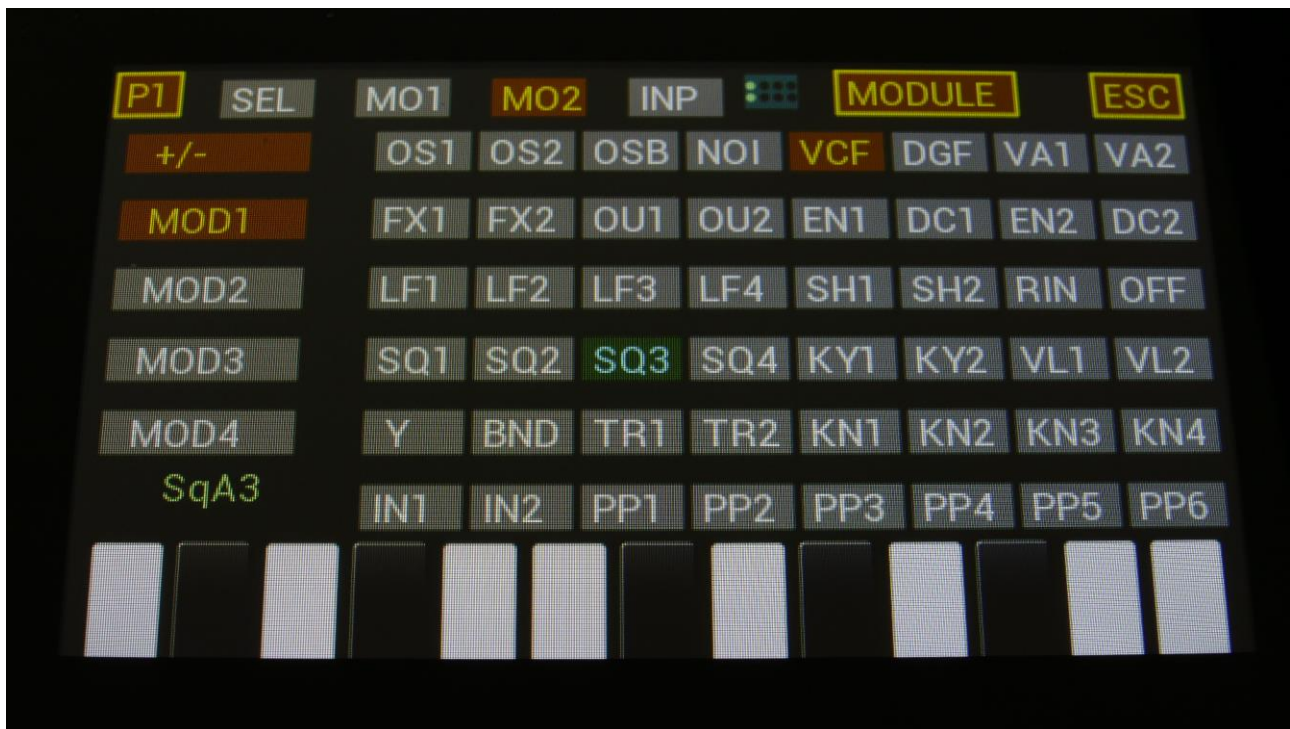 P1 SEL MO1 MO2 INP MODULE ESC
+/- OS1 OS2 OSB NOI VCF DGF VA1 VA2
MOD1 FX1 FX2 OU1 OU2 EN1 DC1 EN2 DC2
MOD2 LF1 LF2 LF3 LF4 SH1 SH2 RIN OFF
MOD3 SQ1 SQ2 SQ3 SQ4 KY1 KY2 VL1 VL2
MOD4 Y BND TR1 TR2 KN1 KN2 KN3 KN4
SqA3 IN1 IN2 PP1 PP2 PP3 PP4 PP5 PP6